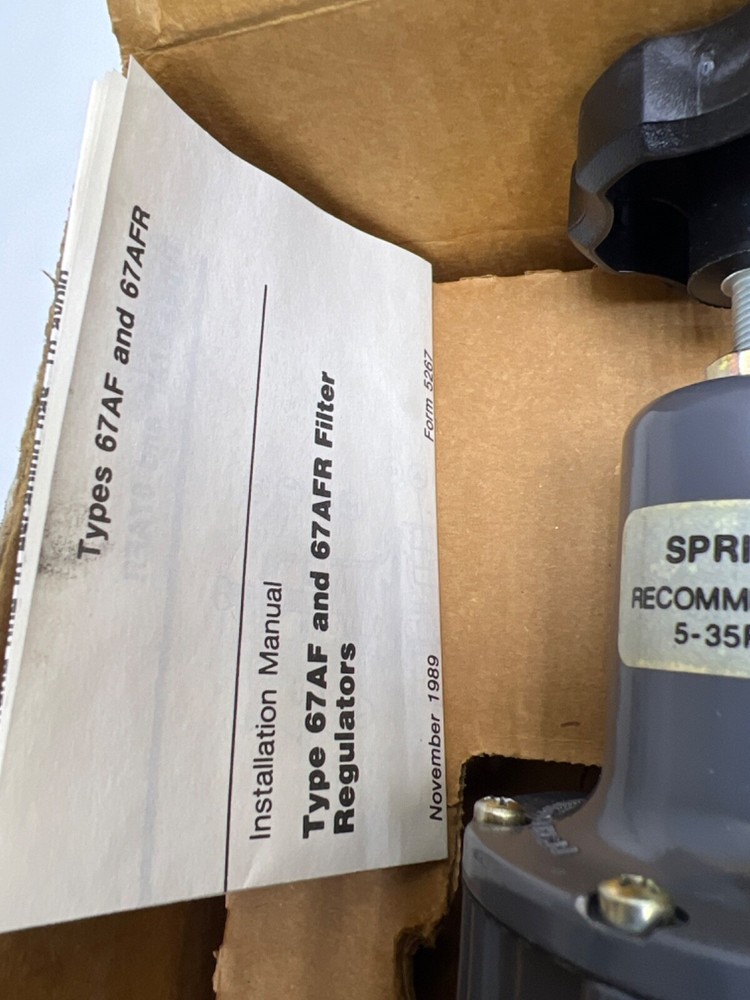 Types 67AF and 67AFR
Installation Manual
Type 67AF and 67AFR Filter
Regulators
November 1989
Form 5267
SPRI
RECOMM
5-35